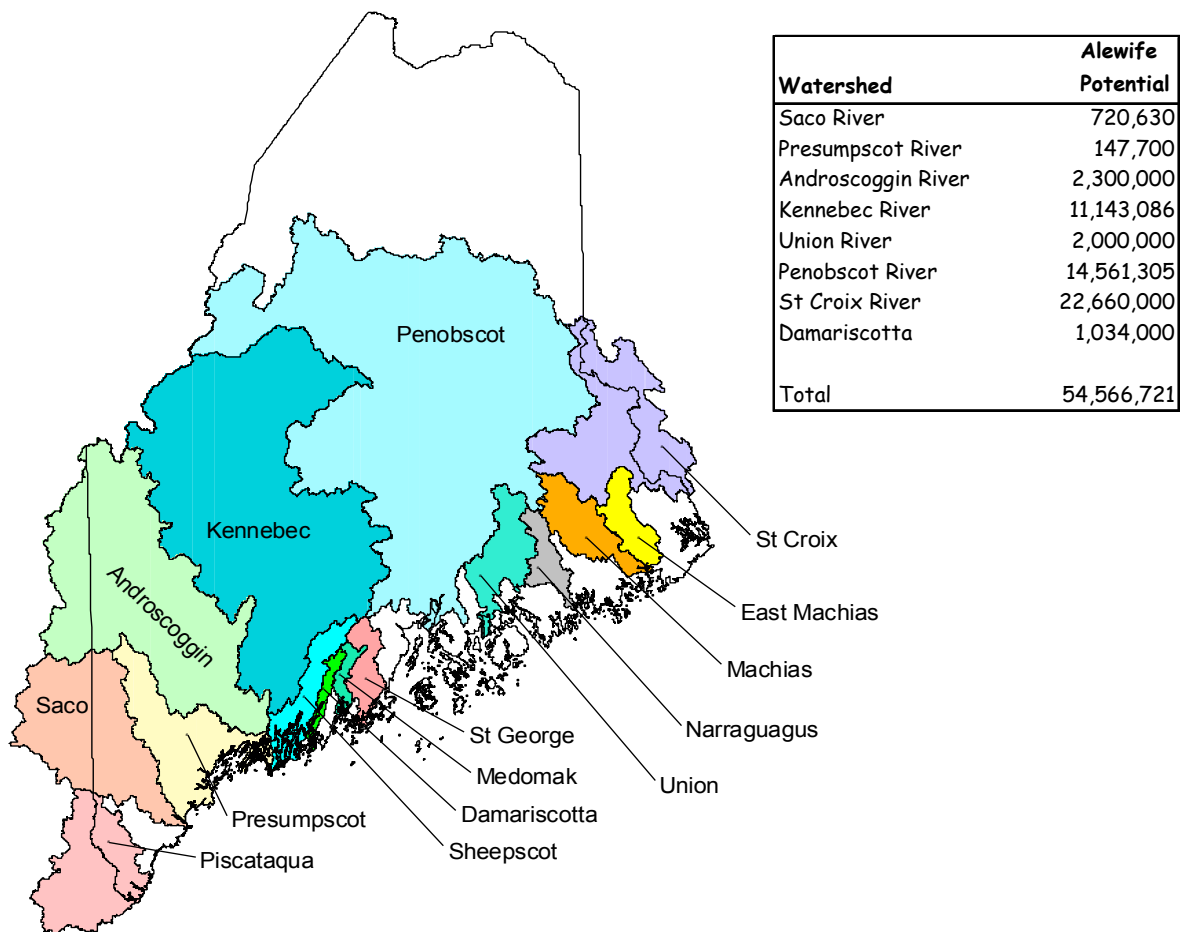 Alewife
Watershed Potential
Saco River 720,630
Presumpscot River 147,700
Androscoggin River 2,300,000
Kennebec River 11,143,086
Union River 2,000,000
Penobscot River 14,561,305
St Croix River 22,660,000
Damariscotta 1,034,000
Total 54,566,721
Penobscot
Kennebec
St Croix
Androscoggin
East Machias
Machias
Saco
Narraguagus
St George
Medomak
Union
Damariscotta
Presumpscot
Sheepscot
Piscataqua